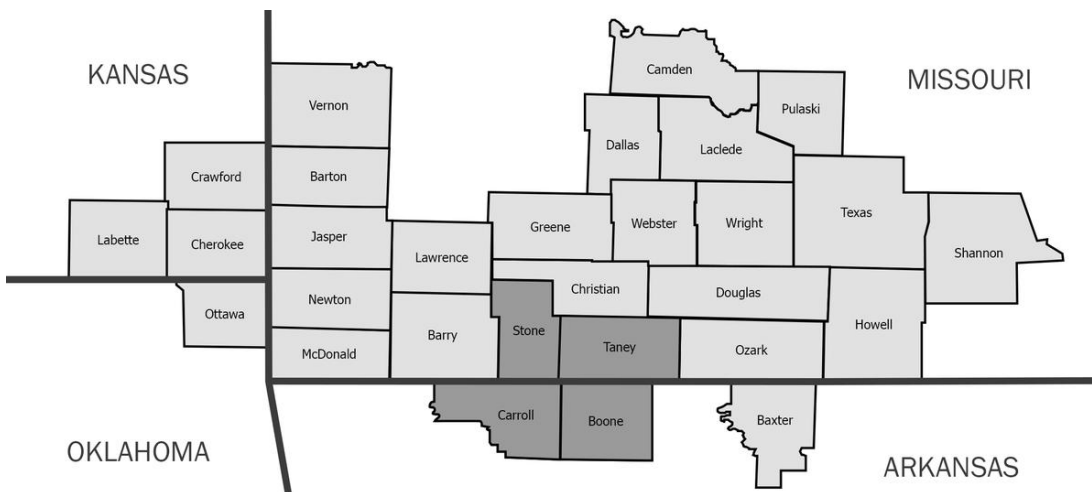 KANSAS
MISSOURI
Camden
Vernon
Pulaski
Dallas
Laclede
Crawford
Barton
Labette
Cherokee
Jasper
Lawrence
Greene
Webster
Wright
Texas
Shannon
Newton
Christian
Douglas
Ottawa
Barry
Stone
Taney
Ozark
Howell
McDonald
Carroll
Boone
Baxter
OKLAHOMA
ARKANSAS